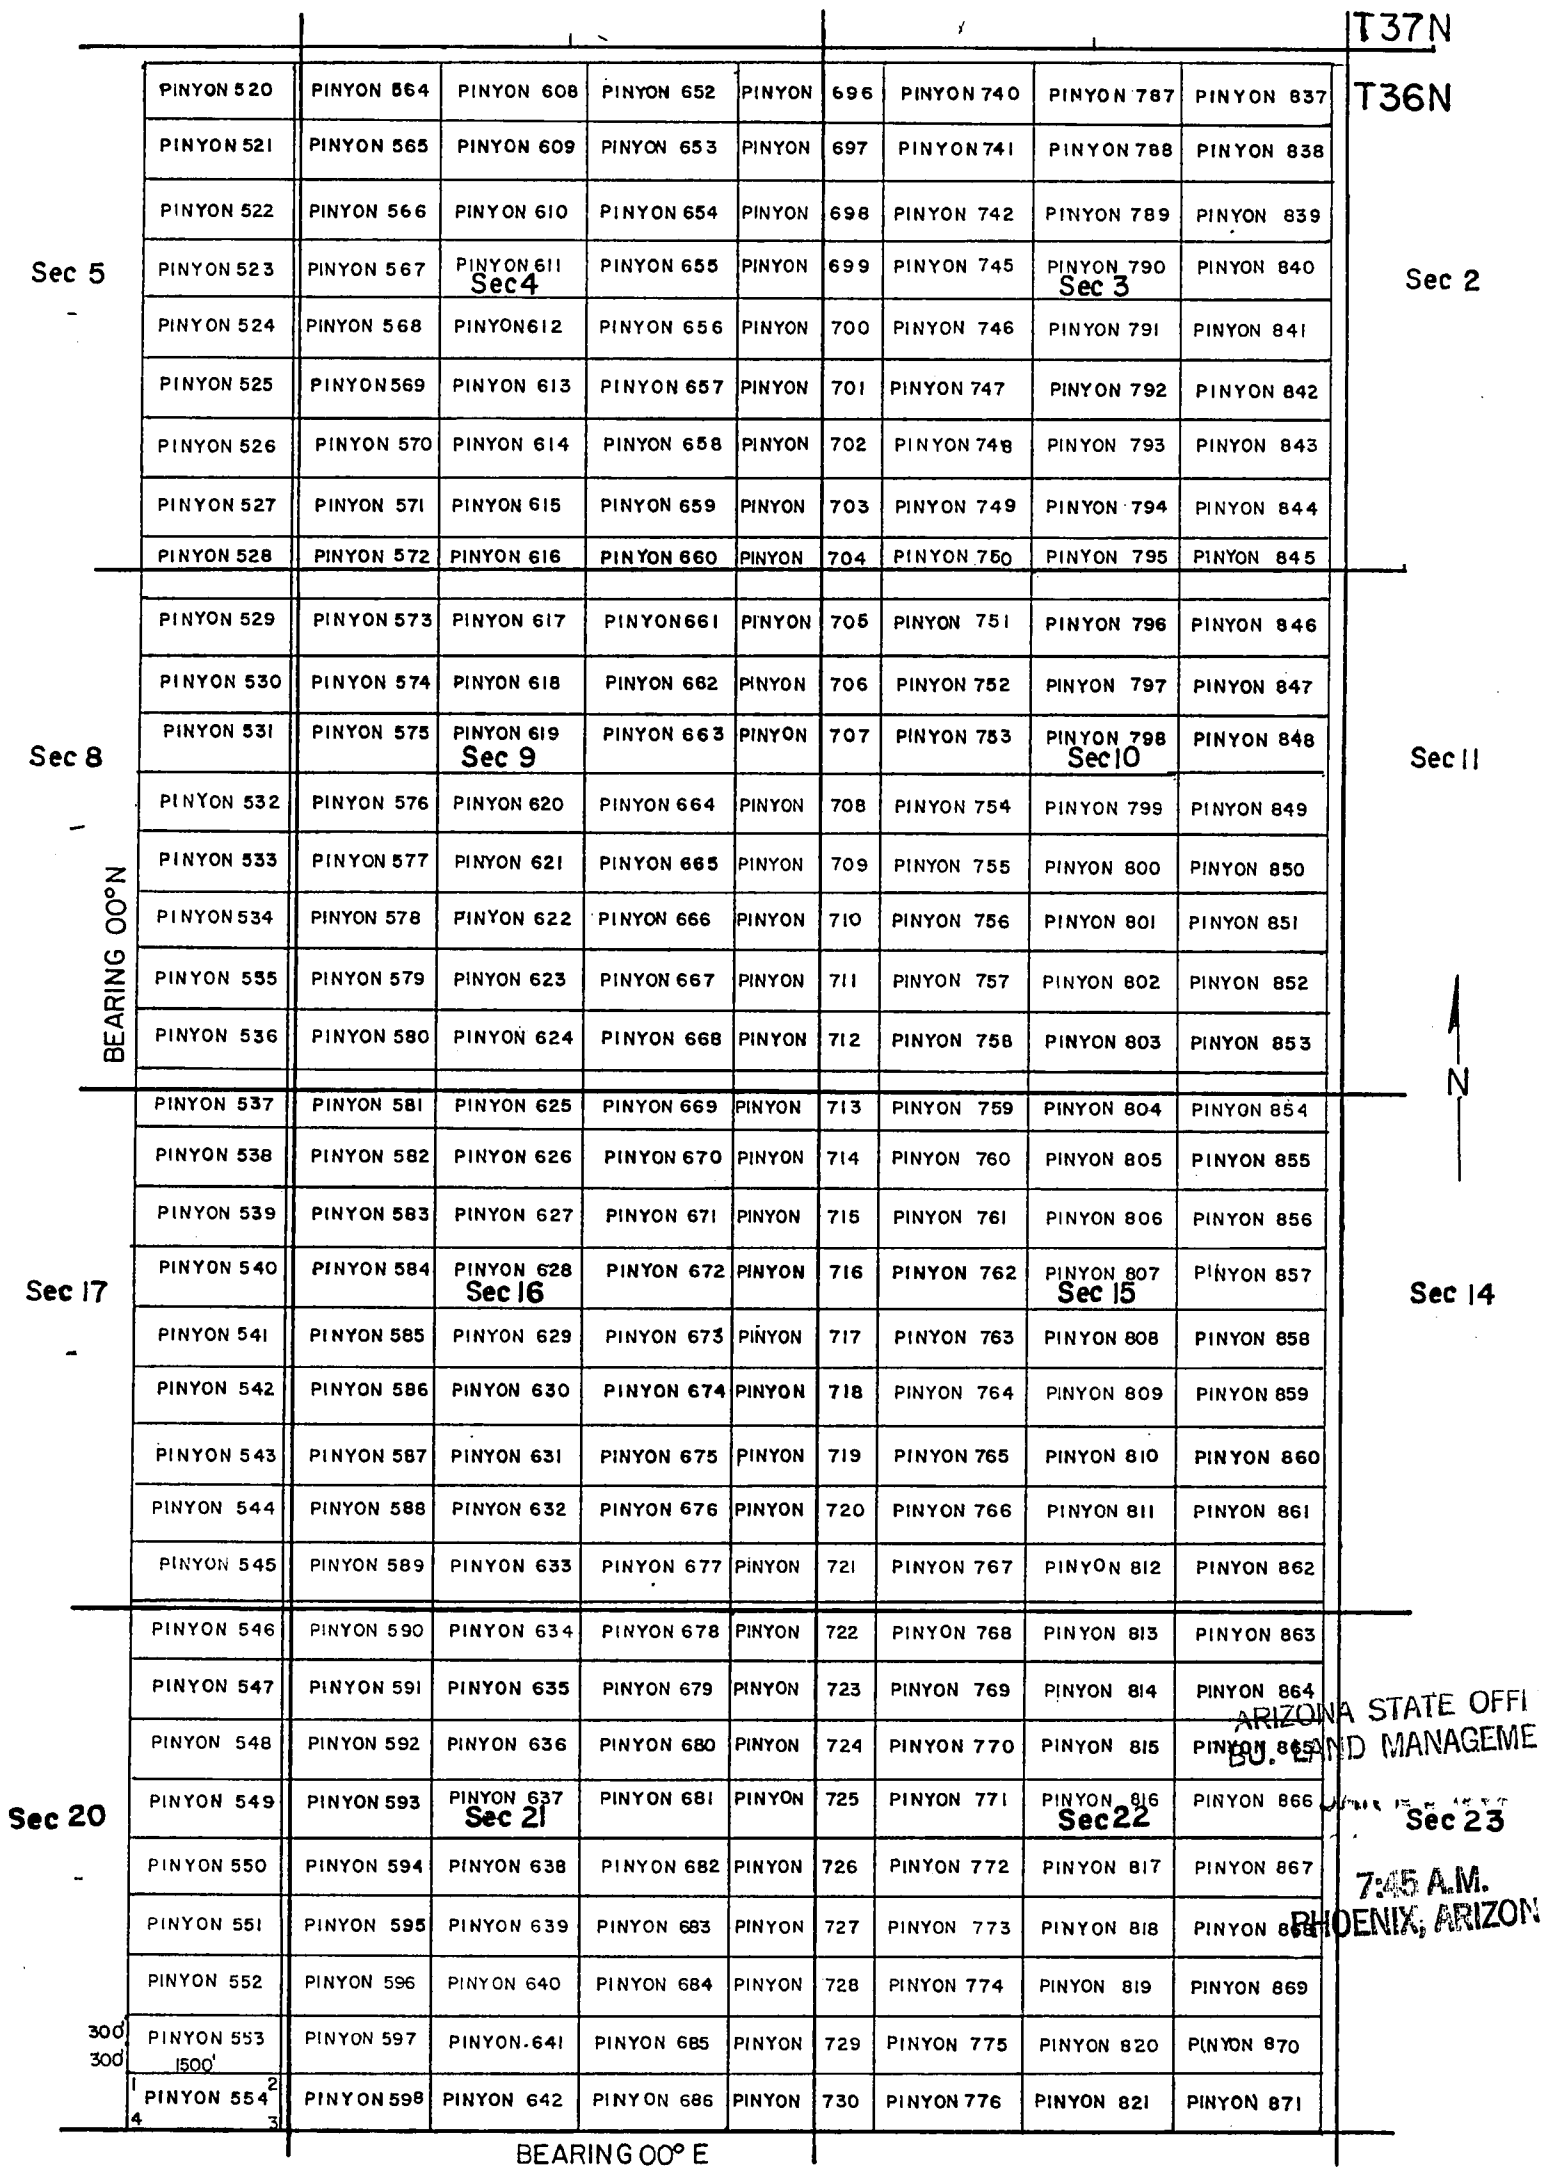 T37N
PINYON 520 PINYON 564 PINYON 608 PINYON 652 PINYON 696 PINYON 740 PINYON 787 PINYON 837 T36N
PINYON 521 PINYON 565 PINYON 609 PINYON 653 PINYON 697 PINYON 741 PINYON 788 PINYON 838
PINYON 522 PINYON 566 PINYON 610 PINYON 654 PINYON 698 PINYON 742 PINYON 789 PINYON 839
PINYON 523 PINYON 567 PINYON 611 PINYON 655 PINYON 699 PINYON 745 PINYON 790 PINYON 840
Sec 5 Sec 4 Sec 3 Sec 2
PINYON 524 PINYON 568 PINYON 612 PINYON 656 PINYON 700 PINYON 746 PINYON 791 PINYON 841
PINYON 525 PINYON 569 PINYON 613 PINYON 657 PINYON 701 PINYON 747 PINYON 792 PINYON 842
PINYON 526 PINYON 570 PINYON 614 PINYON 658 PINYON 702 PINYON 748 PINYON 793 PINYON 843
PINYON 527 PINYON 571 PINYON 615 PINYON 659 PINYON 703 PINYON 749 PINYON 794 PINYON 844
PINYON 528 PINYON 572 PINYON 616 PINYON 660 PINYON 704 PINYON 750 PINYON 795 PINYON 845
PINYON 529 PINYON 573 PINYON 617 PINYON 661 PINYON 705 PINYON 751 PINYON 796 PINYON 846
PINYON 530 PINYON 574 PINYON 618 PINYON 662 PINYON 706 PINYON 752 PINYON 797 PINYON 847
PINYON 531 PINYON 575 PINYON 619 PINYON 663 PINYON 707 PINYON 753 PINYON 798 PINYON 848
Sec 8 Sec 9 Sec 10 Sec 11
PINYON 532 PINYON 576 PINYON 620 PINYON 664 PINYON 708 PINYON 754 PINYON 799 PINYON 849
PINYON 533 PINYON 577 PINYON 621 PINYON 665 PINYON 709 PINYON 755 PINYON 800 PINYON 850
PINYON 534 PINYON 578 PINYON 622 PINYON 666 PINYON 710 PINYON 756 PINYON 801 PINYON 851
BEARING 00° N
PINYON 535 PINYON 579 PINYON 623 PINYON 667 PINYON 711 PINYON 757 PINYON 802 PINYON 852
PINYON 536 PINYON 580 PINYON 624 PINYON 668 PINYON 712 PINYON 758 PINYON 803 PINYON 853
N
PINYON 537 PINYON 581 PINYON 625 PINYON 669 PINYON 713 PINYON 759 PINYON 804 PINYON 854
PINYON 538 PINYON 582 PINYON 626 PINYON 670 PINYON 714 PINYON 760 PINYON 805 PINYON 855
PINYON 539 PINYON 583 PINYON 627 PINYON 671 PINYON 715 PINYON 761 PINYON 806 PINYON 856
PINYON 540 PINYON 584 PINYON 628 PINYON 672 PINYON 716 PINYON 762 PINYON 807 PINYON 857
Sec 17 Sec 16 Sec 15 Sec 14
PINYON 541 PINYON 585 PINYON 629 PINYON 673 PINYON 717 PINYON 763 PINYON 808 PINYON 858
PINYON 542 PINYON 586 PINYON 630 PINYON 674 PINYON 718 PINYON 764 PINYON 809 PINYON 859
PINYON 543 PINYON 587 PINYON 631 PINYON 675 PINYON 719 PINYON 765 PINYON 810 PINYON 860
PINYON 544 PINYON 588 PINYON 632 PINYON 676 PINYON 720 PINYON 766 PINYON 811 PINYON 861
PINYON 545 PINYON 589 PINYON 633 PINYON 677 PINYON 721 PINYON 767 PINYON 812 PINYON 862
PINYON 546 PINYON 590 PINYON 634 PINYON 678 PINYON 722 PINYON 768 PINYON 813 PINYON 863
PINYON 547 PINYON 591 PINYON 635 PINYON 679 PINYON 723 PINYON 769 PINYON 814 PINYON 864
ARIZONA STATE OFFI
PINYON 548 PINYON 592 PINYON 636 PINYON 680 PINYON 724 PINYON 770 PINYON 815 PINYON 865
BU. LAND MANAGEME
PINYON 549 PINYON 593 PINYON 637 PINYON 681 PINYON 725 PINYON 771 PINYON 816 PINYON 866
Sec 20 Sec 21 Sec 22 Sec 23
PINYON 550 PINYON 594 PINYON 638 PINYON 682 PINYON 726 PINYON 772 PINYON 817 PINYON 867
7:45 A.M.
PINYON 551 PINYON 595 PINYON 639 PINYON 683 PINYON 727 PINYON 773 PINYON 818 PINYON 868
PHOENIX, ARIZON
PINYON 552 PINYON 596 PINYON 640 PINYON 684 PINYON 728 PINYON 774 PINYON 819 PINYON 869
300' PINYON 553 PINYON 597 PINYON 641 PINYON 685 PINYON 729 PINYON 775 PINYON 820 PINYON 870
300' 1500'
1 2
PINYON 554 PINYON 598 PINYON 642 PINYON 686 PINYON 730 PINYON 776 PINYON 821 PINYON 871
4 3
BEARING 00° E